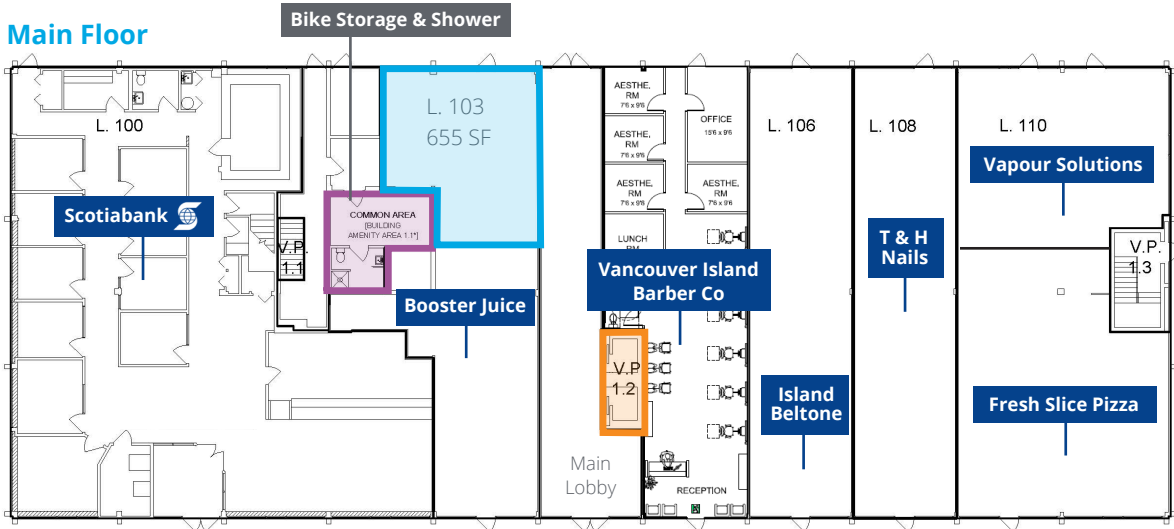 Main Floor
Bike Storage & Shower
L. 100
L. 103
655 SF
AESTHE,
RM
7'6 x 9'6
AESTHE,
RM
7'6 x 9'6
AESTHE,
RM
7'6 x 9'6
OFFICE
15'6 x 9'6
AESTHE,
RM
7'6 x 9'6
LUNCH
RM
L. 106
L. 108
L. 110
Vapour Solutions
Scotiabank
COMMON AREA
[BUILDING
AMENITY AREA 1.1*]
V.P.
1.1
Booster Juice
Vancouver Island
Barber Co
T & H
Nails
V.P.
1.3
V.P
1.2
Island
Beltone
Fresh Slice Pizza
Main
Lobby
RECEPTION